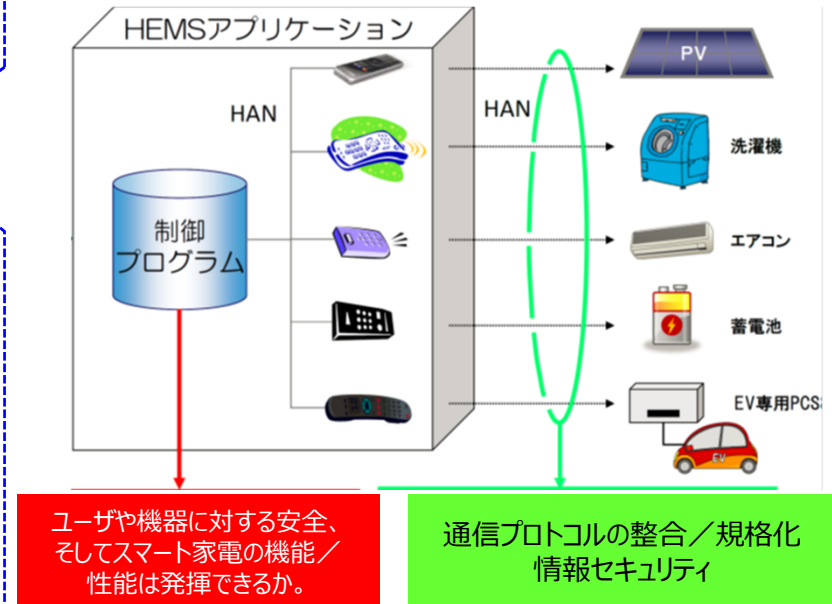 HEMSアプリケーション
HAN
HAN
制御
プログラム
PV
洗濯機
エアコン
蓄電池
EV専用PCS
EV
ユーザや機器に対する安全、
そしてスマート家電の機能／
性能は発揮できるか。
通信プロトコルの整合／規格化
情報セキュリティ